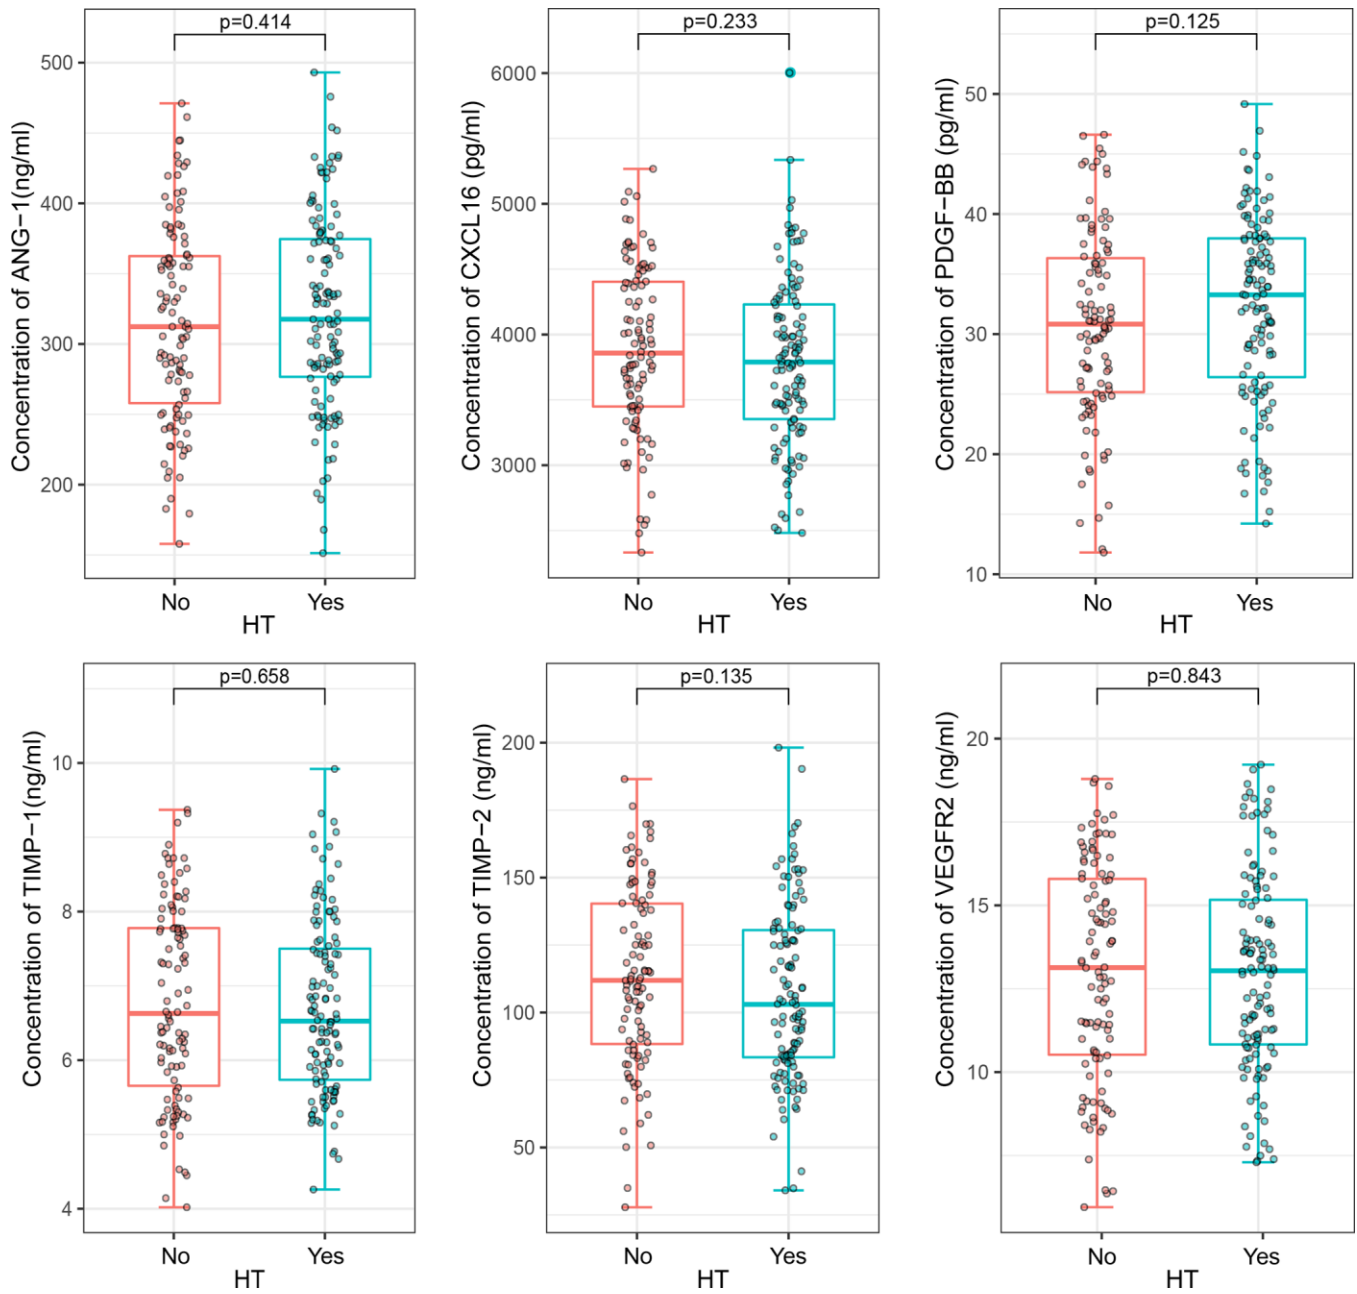 p=0.414
Concentration of ANG−1(ng/ml)
500
400
300
200
No Yes
HT
p=0.233
Concentration of CXCL16 (pg/ml)
6000
5000
4000
3000
No Yes
HT
p=0.125
Concentration of PDGF−BB (pg/ml)
50
40
30
20
10
No Yes
HT
p=0.658
Concentration of TIMP−1(ng/ml)
10
8
6
4
No Yes
HT
p=0.135
Concentration of TIMP−2 (ng/ml)
200
150
100
50
No Yes
HT
p=0.843
Concentration of VEGFR2 (ng/ml)
20
15
10
No Yes
HT